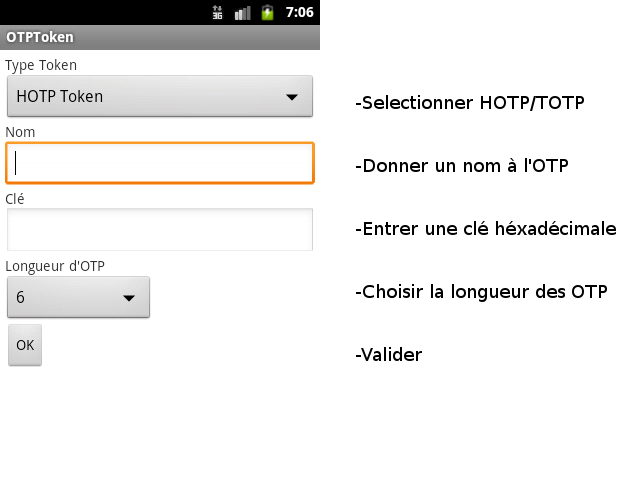 3G 7:06
OTPToken
Type Token
HOTP Token
-Selectionner HOTP/TOTP
Nom
-Donner un nom à l'OTP
Clé
-Entrer une clé héxadécimale
Longueur d'OTP
6
-Choisir la longueur des OTP
OK
-Valider